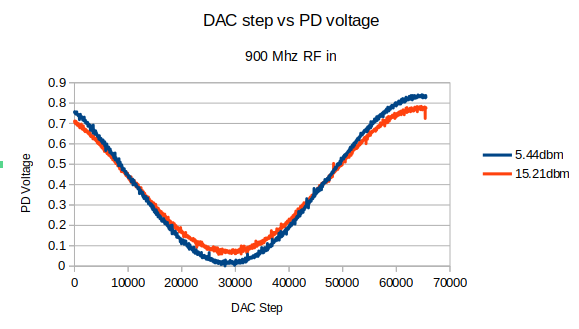 DAC step vs PD voltage
900 Mhz RF in
0.9
0.8
0.7
0.6
0.5
0.4
0.3
0.2
0.1
0
PD Voltage
0 10000 20000 30000 40000 50000 60000 70000
DAC Step
5.44dbm
15.21dbm